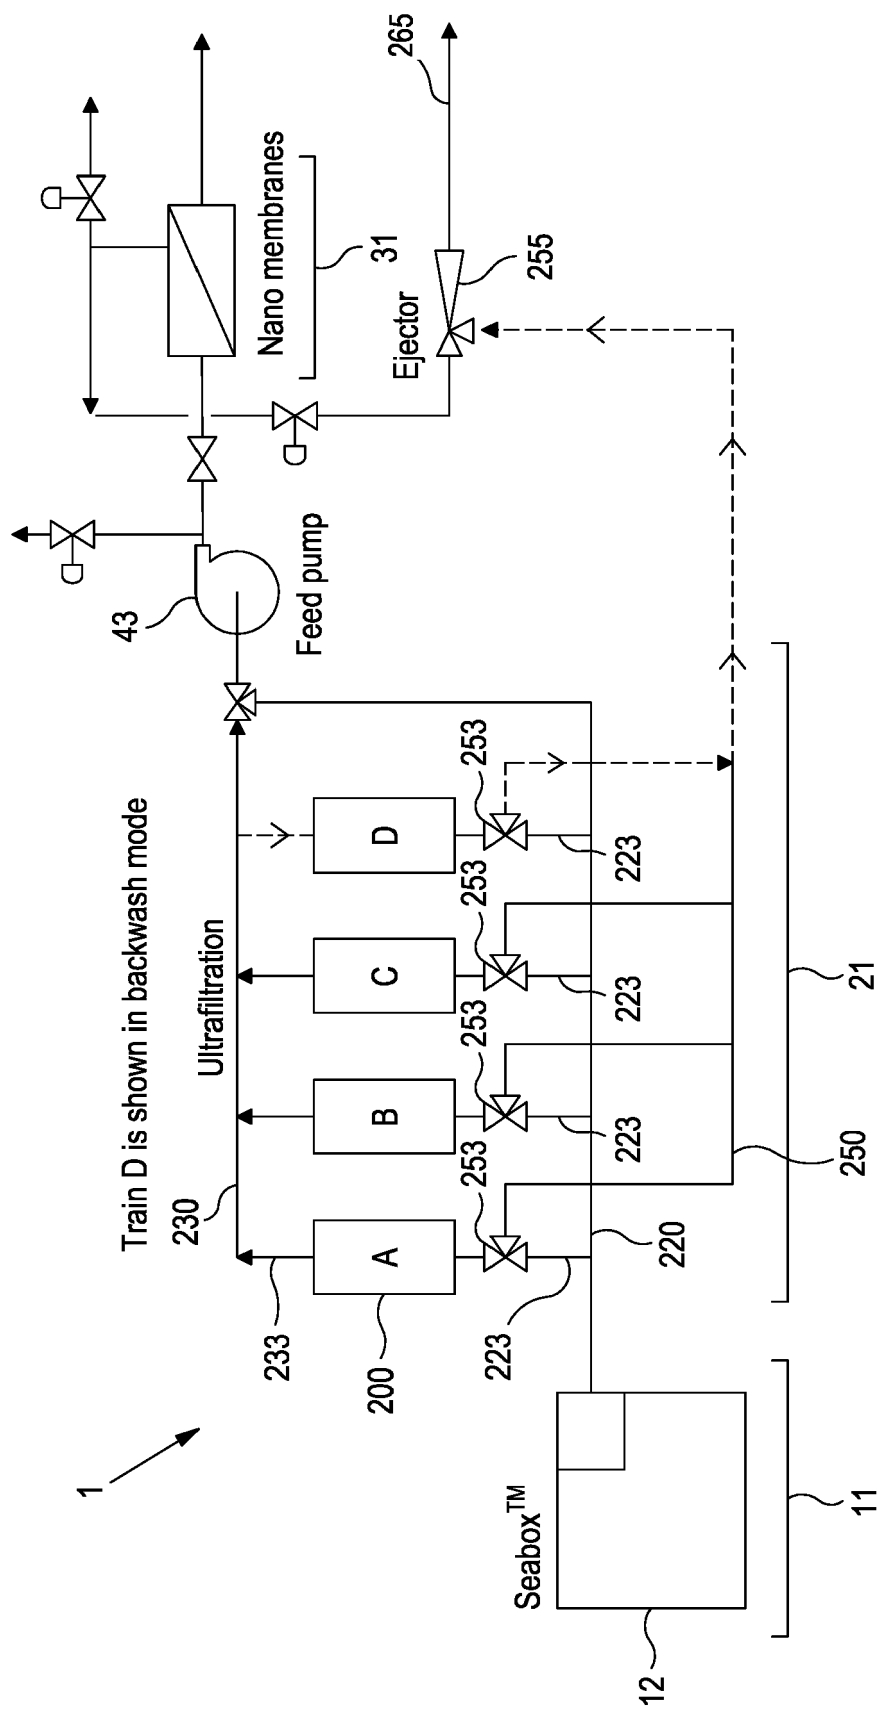 1
Seabox™
12
11
Train D is shown in backwash mode
Ultrafiltration
230
233
200
A
B
C
D
253
253
253
253
223
223
223
223
220
250
21
43
Feed pump
Nano membranes
31
Ejector
255
265